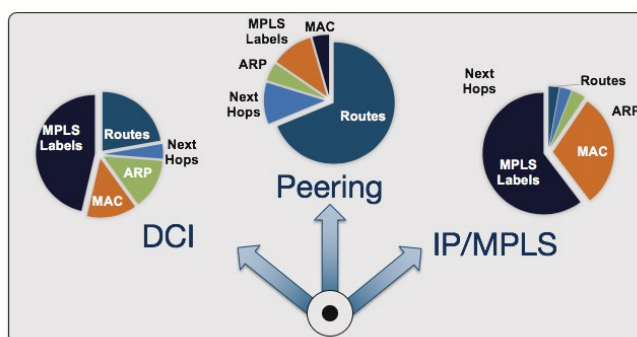 MPLS
Labels
Routes
Next
Hops
ARP
MAC
DCI
MPLS
Labels
MAC
ARP
Next
Hops
Routes
Peering
Next
Hops
Routes
ARP
MAC
MPLS
Labels
IP/MPLS